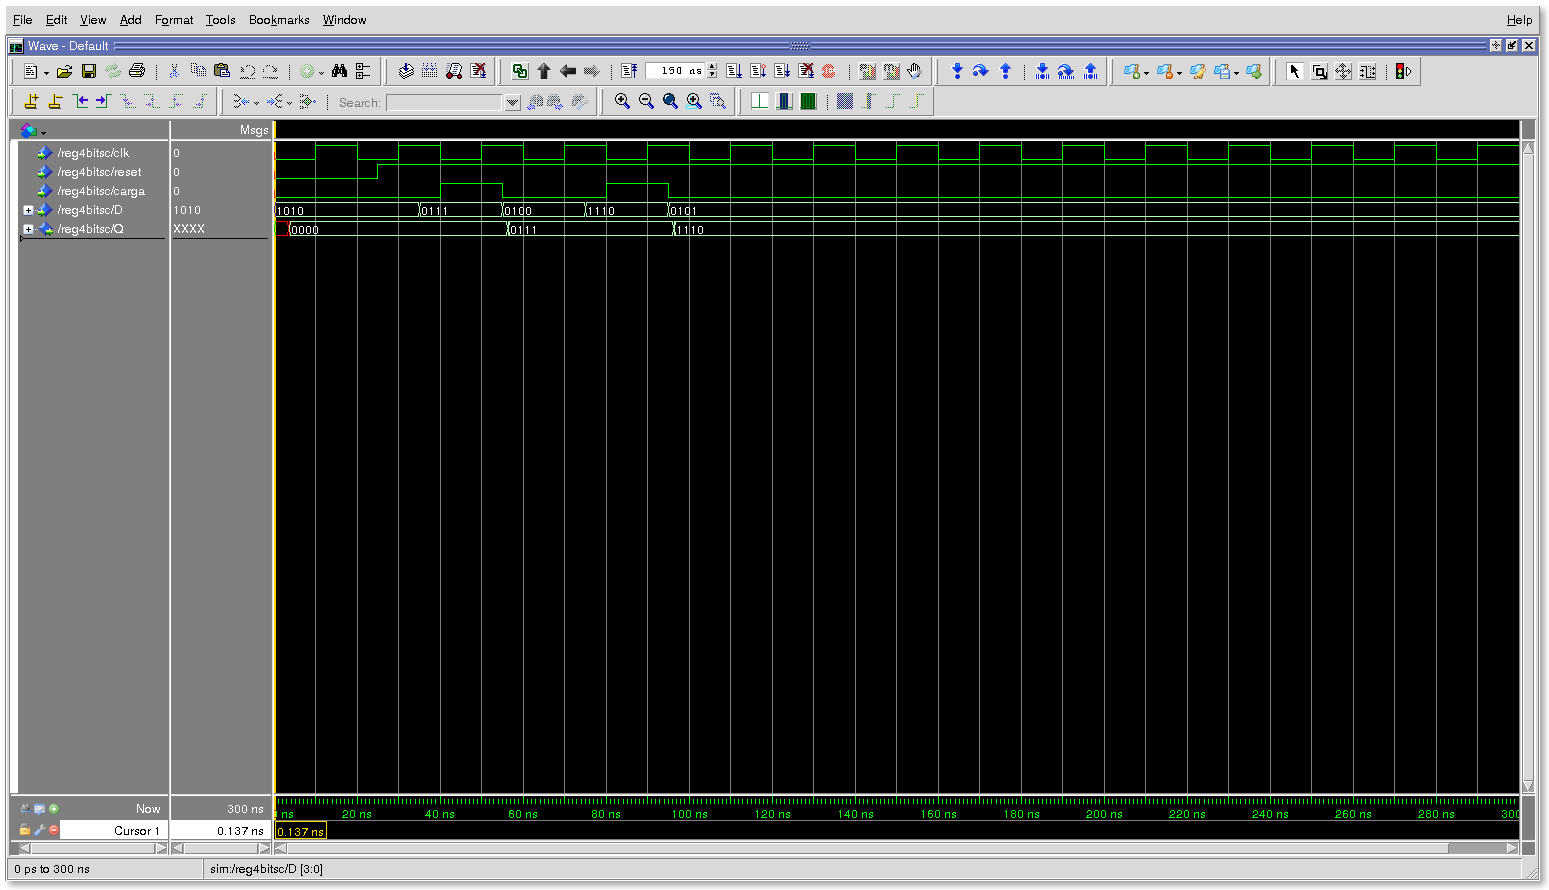 File Edit View Add Format Tools Bookmarks Window Help
Wave - Default
190 ns
Search:
Msgs
/reg4bitsc/clk 0
/reg4bitsc/reset 0
/reg4bitsc/carga 0
/reg4bitsc/D 1010 1010 0111 0100 1110 0101
/reg4bitsc/Q XXXX 0000 0111 1110
Now 300 ns ns 20 ns 40 ns 60 ns 80 ns 100 ns 120 ns 140 ns 160 ns 180 ns 200 ns 220 ns 240 ns 260 ns 280 ns 300
Cursor 1 0.137 ns 0.137 ns
0 ps to 300 ns sim:/reg4bitsc/D [3:0]